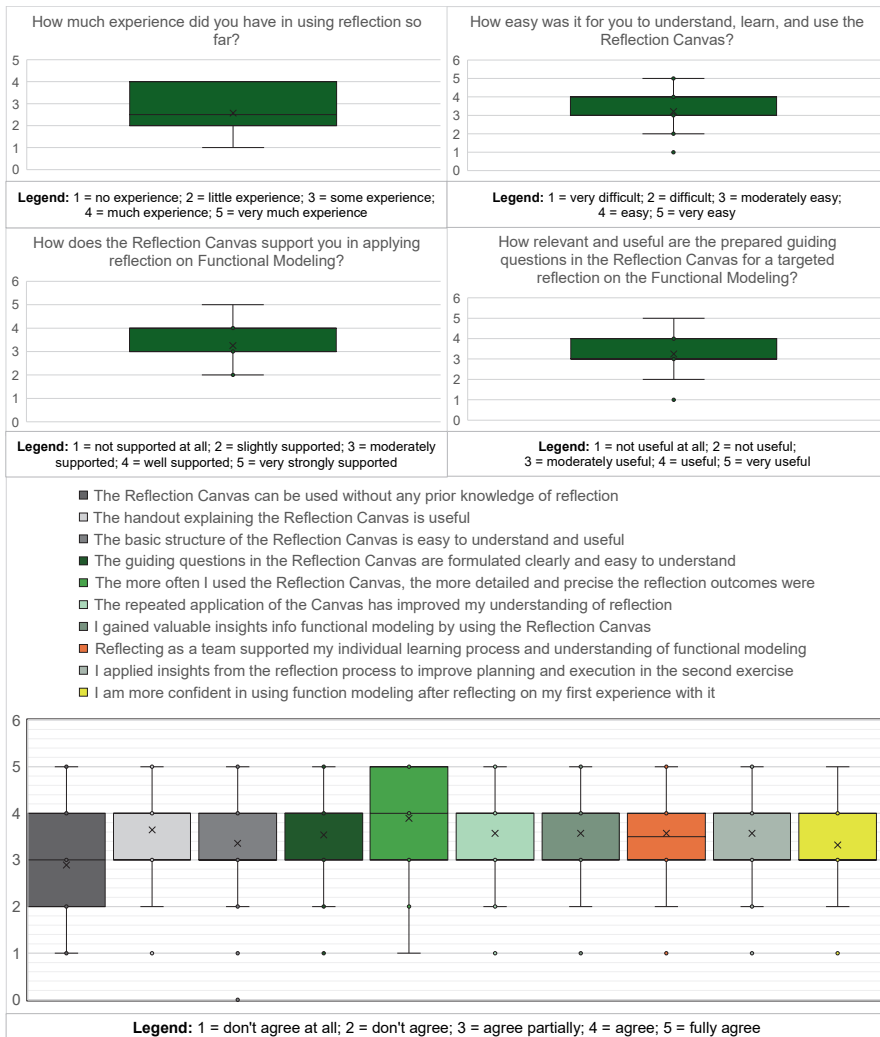 How much experience did you have in using reflection so
far?
5
4
3
2
1
0
Legend: 1 = no experience; 2 = little experience; 3 = some experience;
4 = much experience; 5 = very much experience
How easy was it for you to understand, learn, and use the
Reflection Canvas?
6
5
4
3
2
1
0
Legend: 1 = very difficult; 2 = difficult; 3 = moderately easy;
4 = easy; 5 = very easy
How does the Reflection Canvas support you in applying
reflection on Functional Modeling?
6
5
4
3
2
1
0
Legend: 1 = not supported at all; 2 = slightly supported; 3 = moderately
supported; 4 = well supported; 5 = very strongly supported
How relevant and useful are the prepared guiding
questions in the Reflection Canvas for a targeted
reflection on the Functional Modeling?
6
5
4
3
2
1
0
Legend: 1 = not useful at all; 2 = not useful;
3 = moderately useful; 4 = useful; 5 = very useful
The Reflection Canvas can be used without any prior knowledge of reflection
The handout explaining the Reflection Canvas is useful
The basic structure of the Reflection Canvas is easy to understand and useful
The guiding questions in the Reflection Canvas are formulated clearly and easy to understand
The more often I used the Reflection Canvas, the more detailed and precise the reflection outcomes were
The repeated application of the Canvas has improved my understanding of reflection
I gained valuable insights info functional modeling by using the Reflection Canvas
Reflecting as a team supported my individual learning process and understanding of functional modeling
I applied insights from the reflection process to improve planning and execution in the second exercise
I am more confident in using function modeling after reflecting on my first experience with it
6
5
4
3
2
1
0
Legend: 1 = don't agree at all; 2 = don't agree; 3 = agree partially; 4 = agree; 5 = fully agree